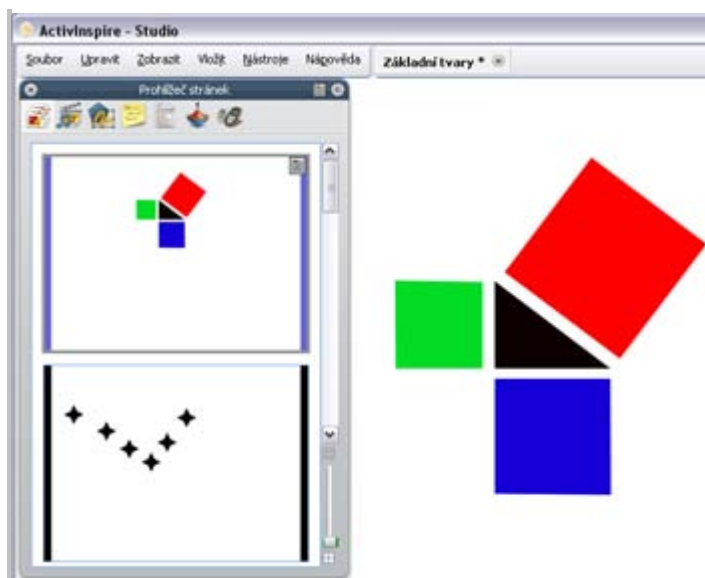 ActivInspire - Studio
Soubor Upravit Zobrazit Vložit Nástroje Nápověda
Základní tvary *
Prohlížeč stránek